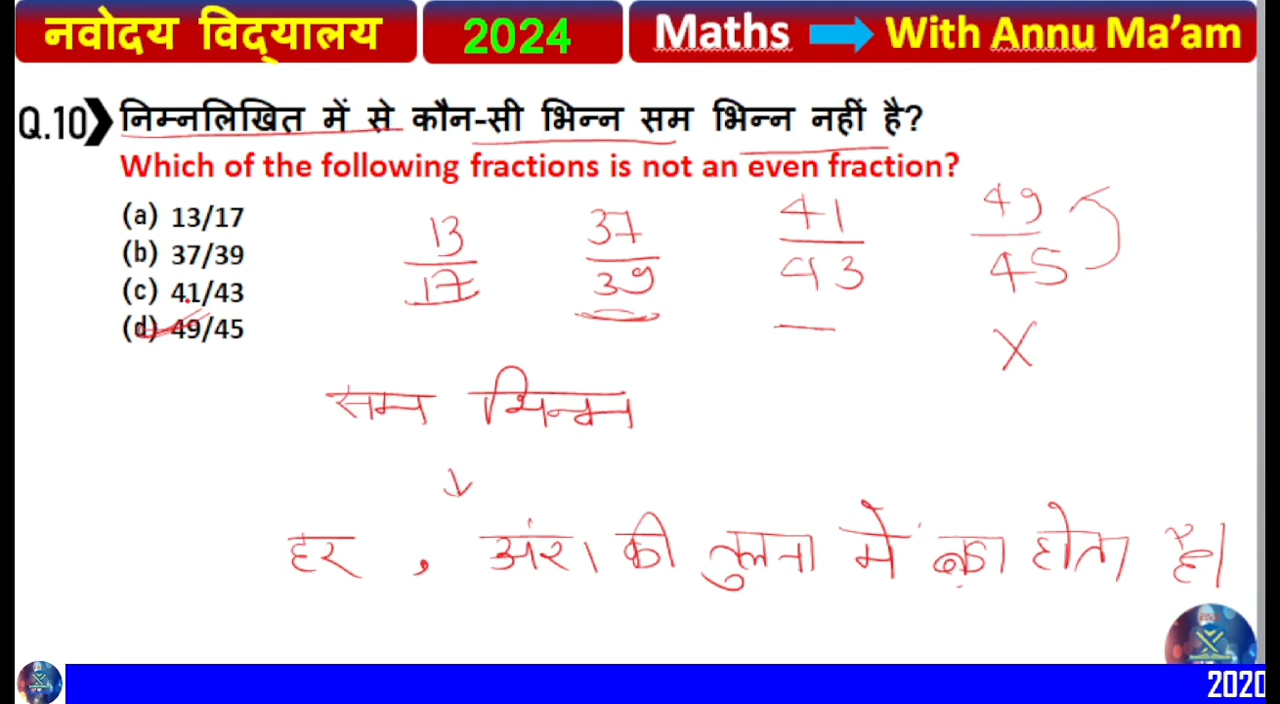 नवोदय विद्यालय 2024 Maths With Annu Ma’am
Q.10 निम्नलिखित में से कौन-सी भिन्न सम भिन्न नहीं है?
Which of the following fractions is not an even fraction?
(a) 13/17
(b) 37/39
(c) 41/43
(d) 49/45
13/17 37/39 41/43 49/45 X
सम भिन्न
हर , अंश की तुलना में बड़ा होता है।
2020